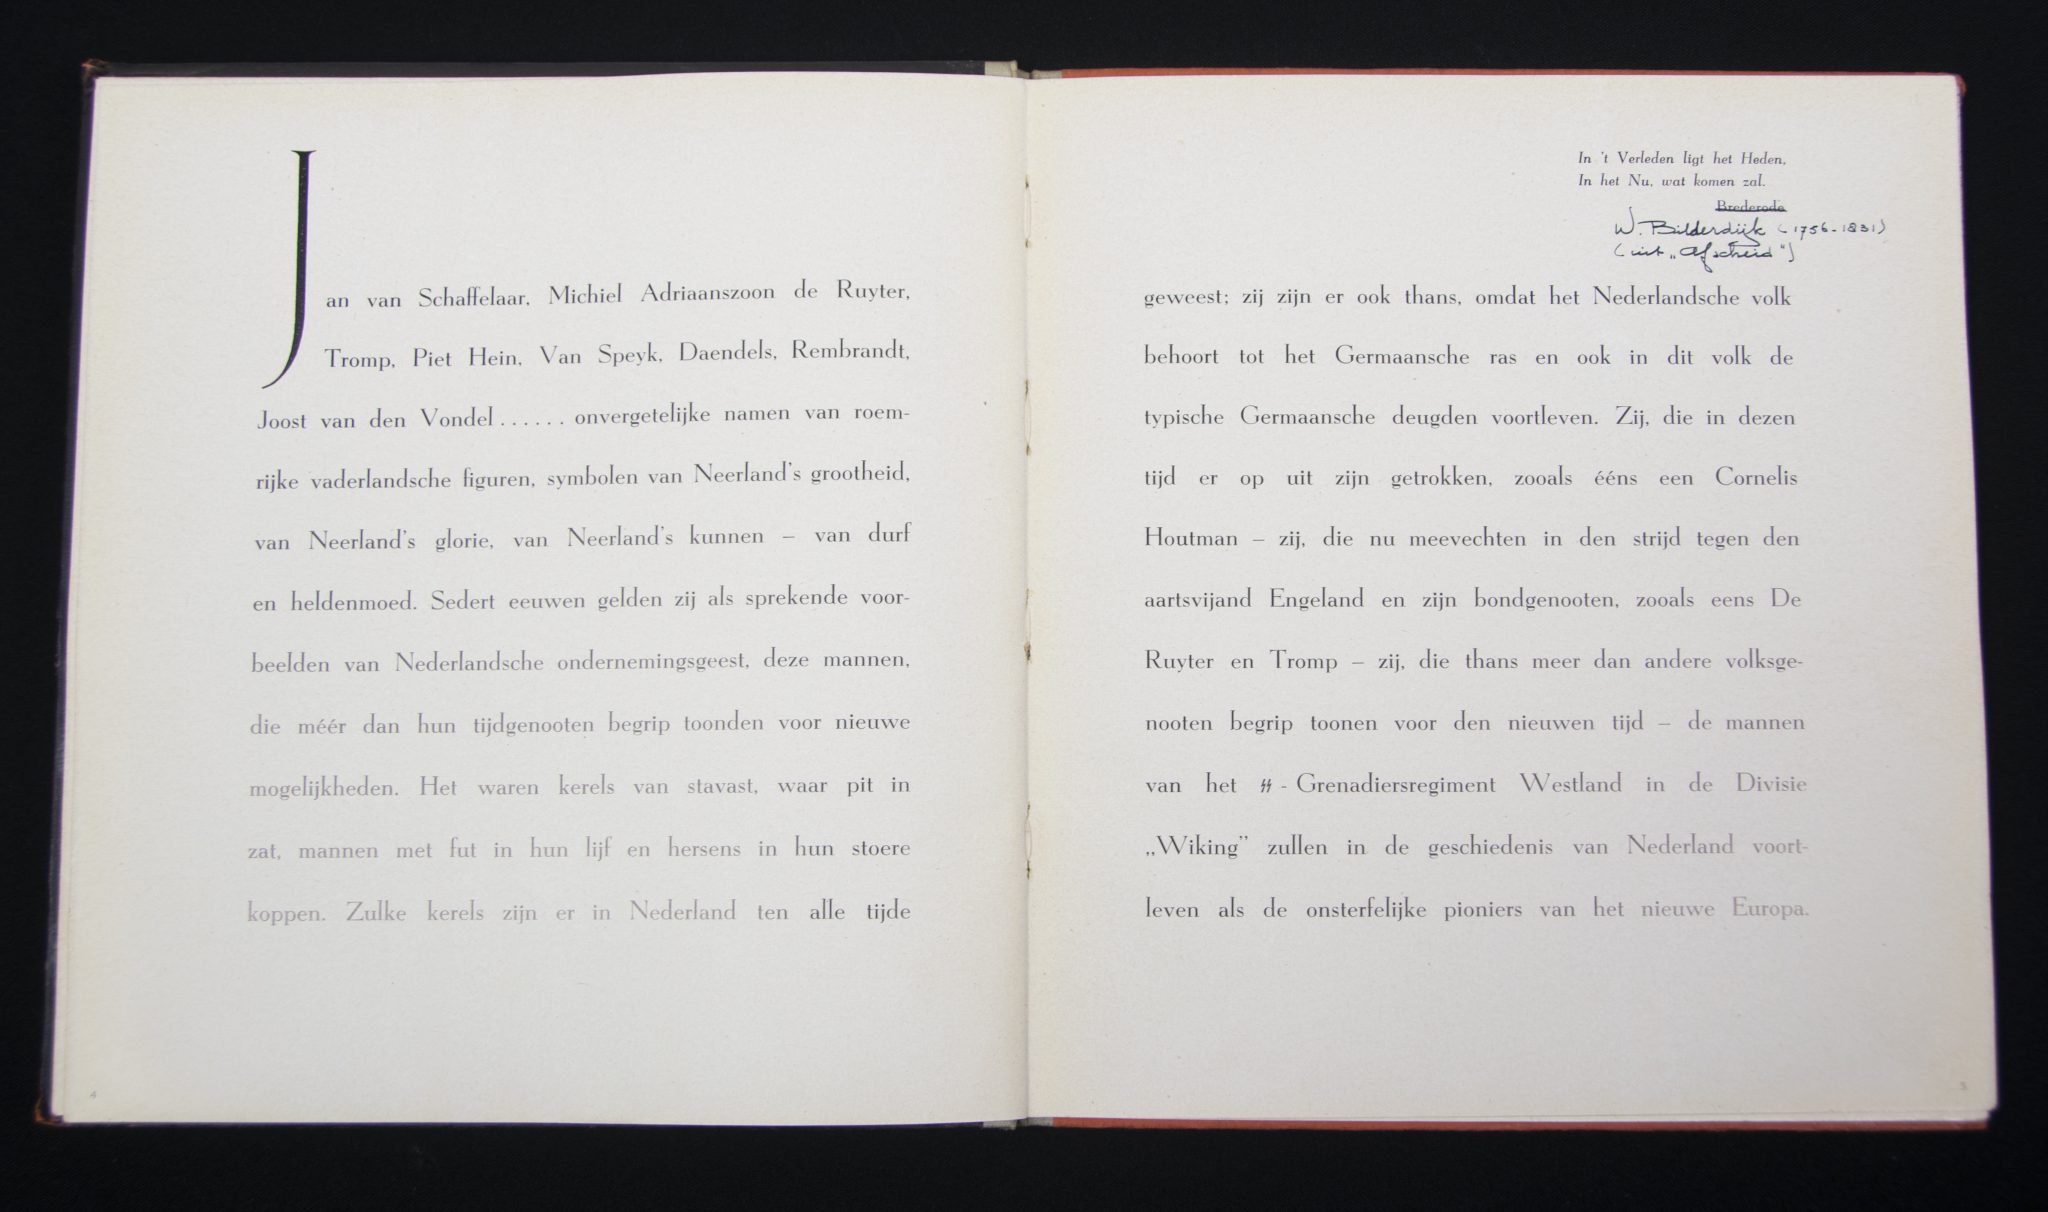 Jan van Schaffelaar, Michiel Adriaanszoon de Ruyter,
Tromp, Piet Hein, Van Speyk, Daendels, Rembrandt,
Joost van den Vondel . . . . . . onvergetelijke namen van roem-
rijke vaderlandsche figuren, symbolen van Neerland's grootheid,
van Neerland's glorie, van Neerland's kunnen – van durf
en heldenmoed. Sedert eeuwen gelden zij als sprekende voor-
beelden van Nederlandsche ondernemingsgeest, deze mannen,
die méér dan hun tijdgenooten begrip toonden voor nieuwe
mogelijkheden. Het waren kerels van stavast, waar pit in
zat, mannen met fut in hun lijf en hersens in hun stoere
koppen. Zulke kerels zijn er in Nederland ten alle tijde
4
In 't Verleden ligt het Heden,
In het Nu, wat komen zal.
Brederode
W. Bilderdijk (1756-1831)
(uit „Afscheid")
geweest; zij zijn er ook thans, omdat het Nederlandsche volk
behoort tot het Germaansche ras en ook in dit volk de
typische Germaansche deugden voortleven. Zij, die in dezen
tijd er op uit zijn getrokken, zooals ééns een Cornelis
Houtman – zij, die nu meevechten in den strijd tegen den
aartsvijand Engeland en zijn bondgenooten, zooals eens De
Ruyter en Tromp – zij, die thans meer dan andere volksge-
nooten begrip toonen voor den nieuwen tijd – de mannen
van het ᛋᛋ - Grenadiersregiment Westland in de Divisie
„Wiking” zullen in de geschiedenis van Nederland voort-
leven als de onsterfelijke pioniers van het nieuwe Europa.
5